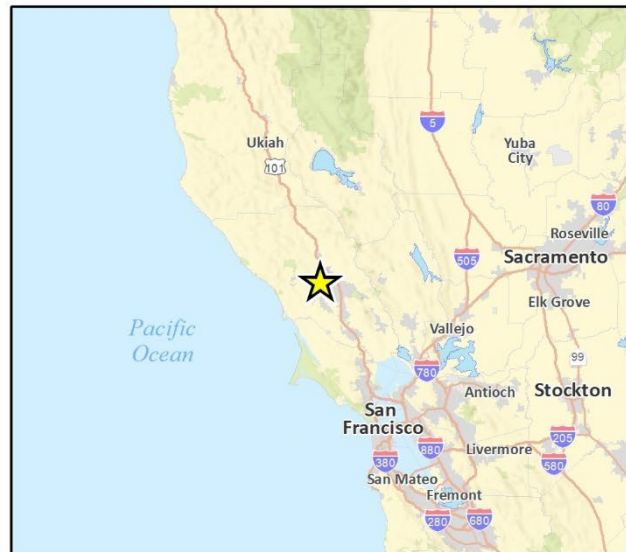 5
Ukiah
101
Yuba
City
80
Roseville
505
Sacramento
Elk Grove
Pacific
Ocean
Vallejo
99
780
Antioch
Stockton
San
Francisco
205
880
Livermore
580
380
San Mateo
Fremont
280
680